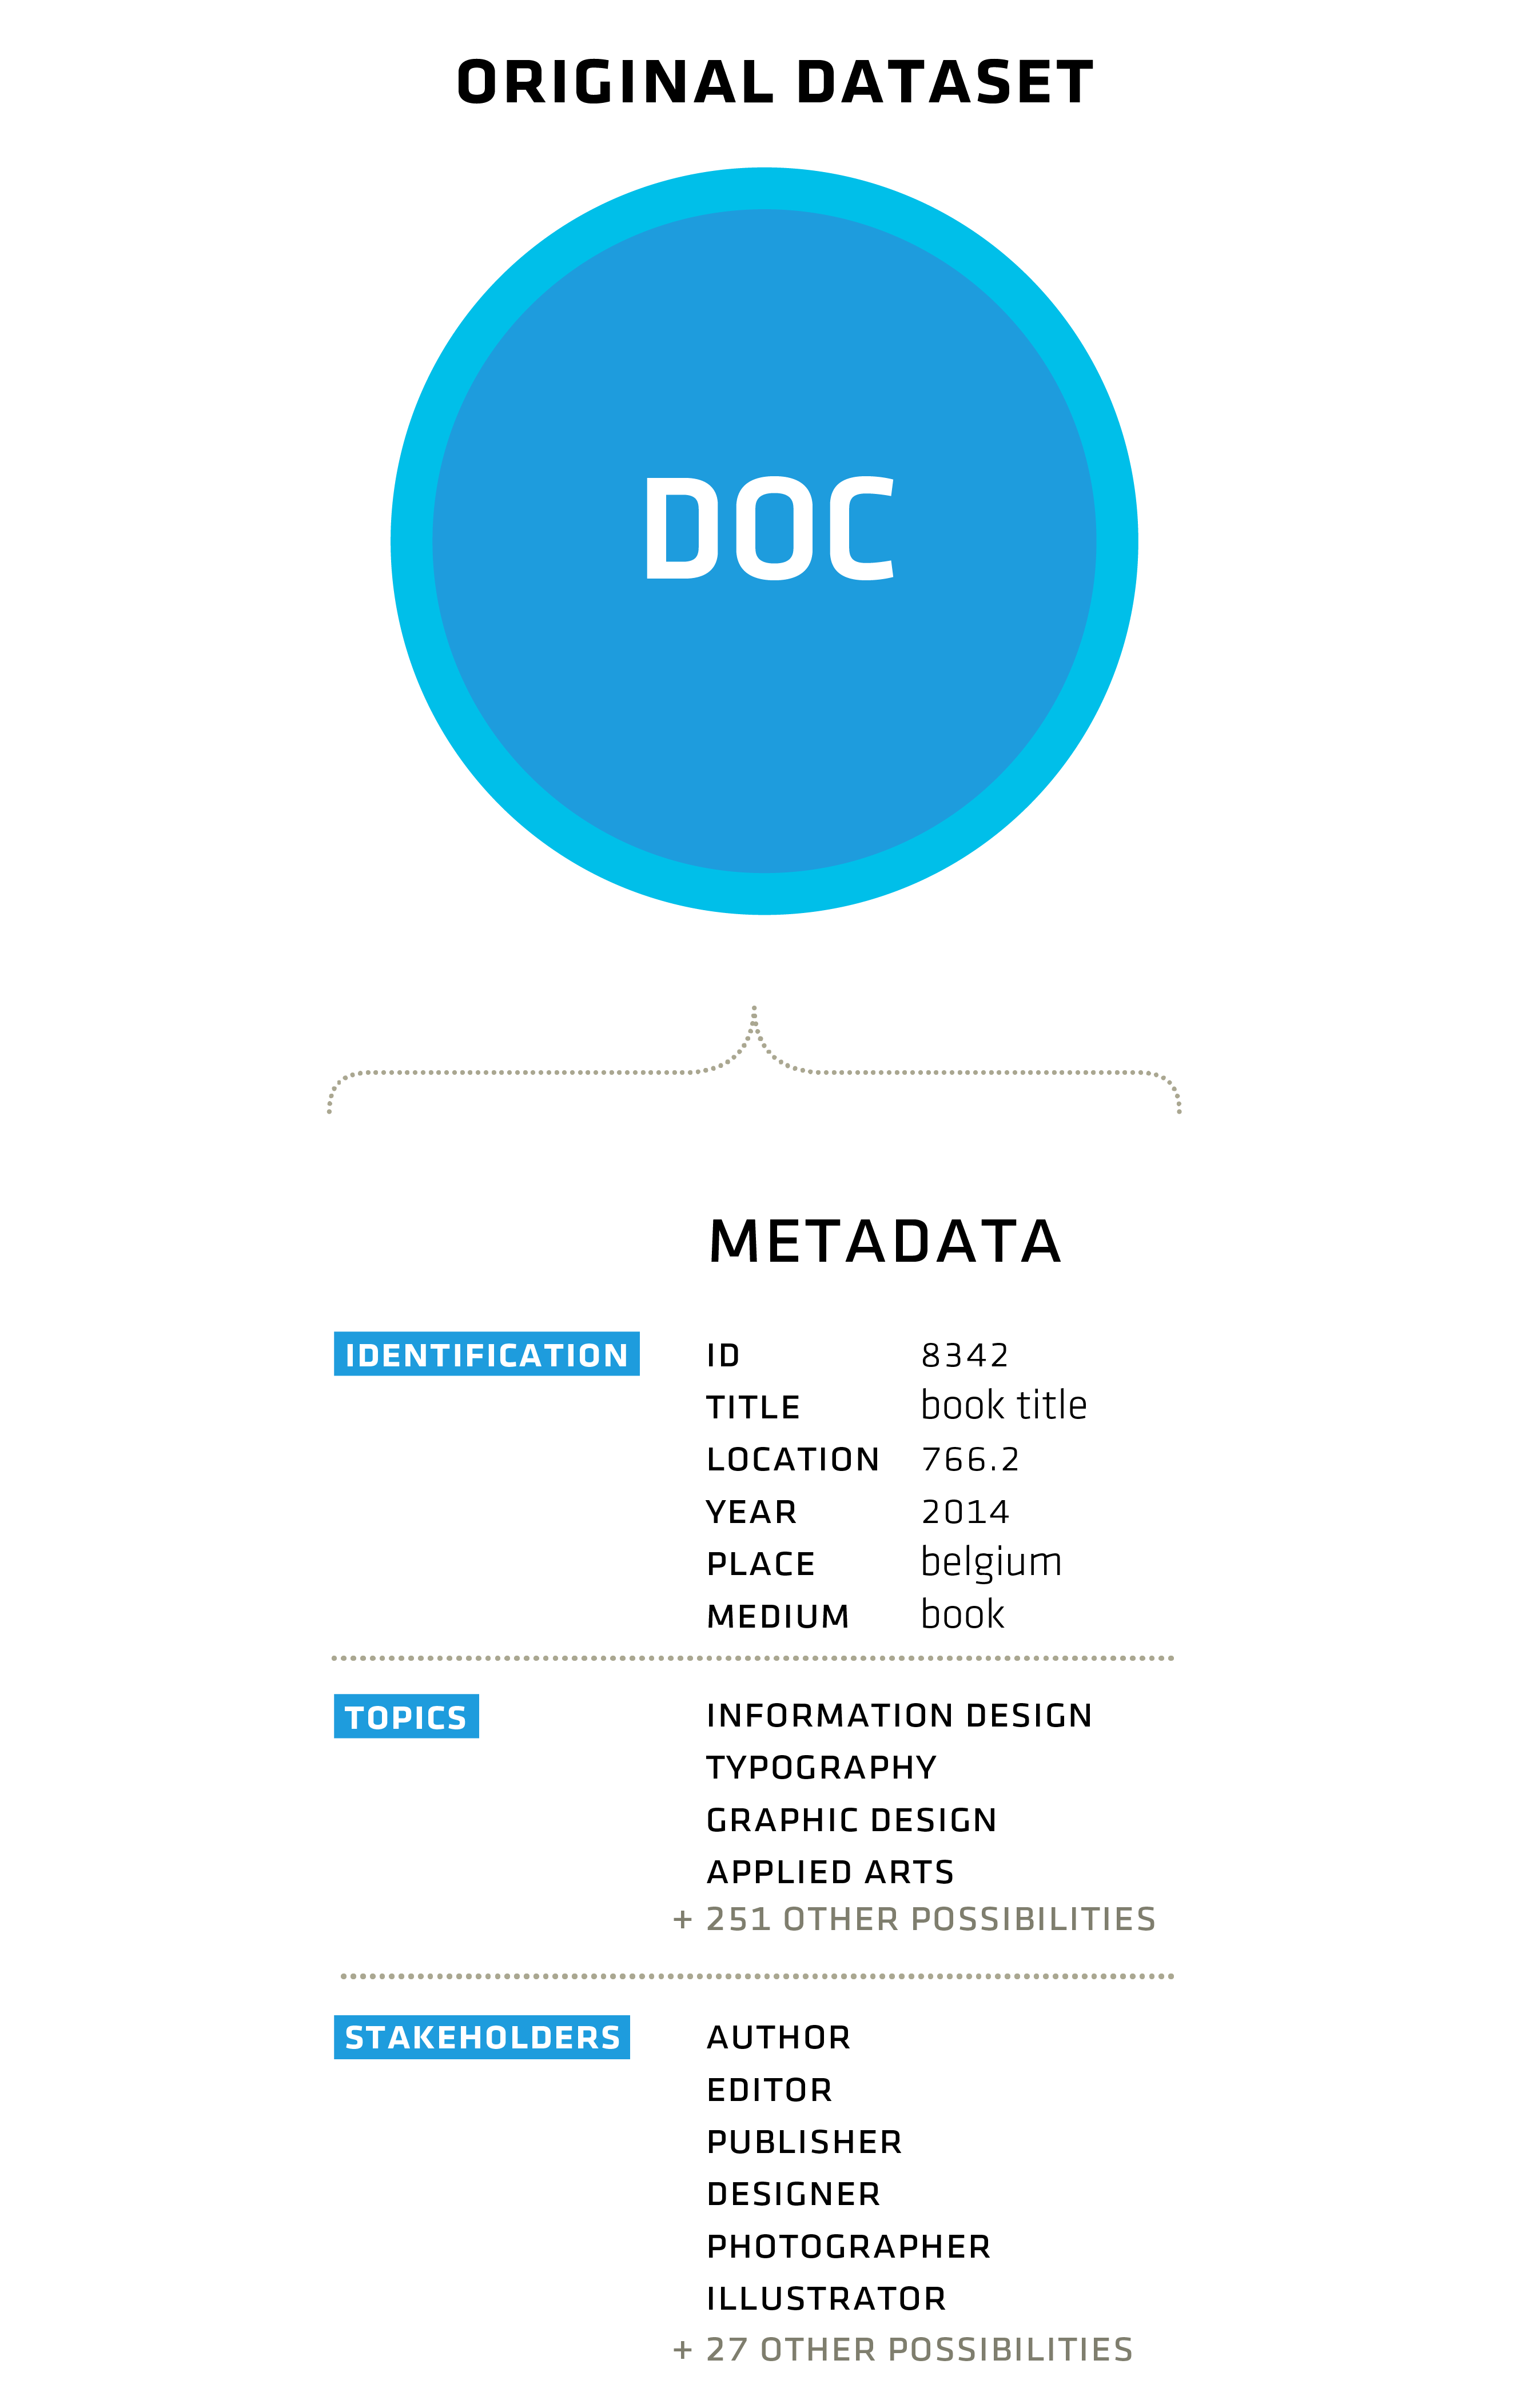 ORIGINAL DATASET
DOC
METADATA
IDENTIFICATION ID 8342
TITLE book title
LOCATION 766.2
YEAR 2014
PLACE belgium
MEDIUM book
TOPICS INFORMATION DESIGN
TYPOGRAPHY
GRAPHIC DESIGN
APPLIED ARTS
+ 251 OTHER POSSIBILITIES
STAKEHOLDERS AUTHOR
EDITOR
PUBLISHER
DESIGNER
PHOTOGRAPHER
ILLUSTRATOR
+ 27 OTHER POSSIBILITIES